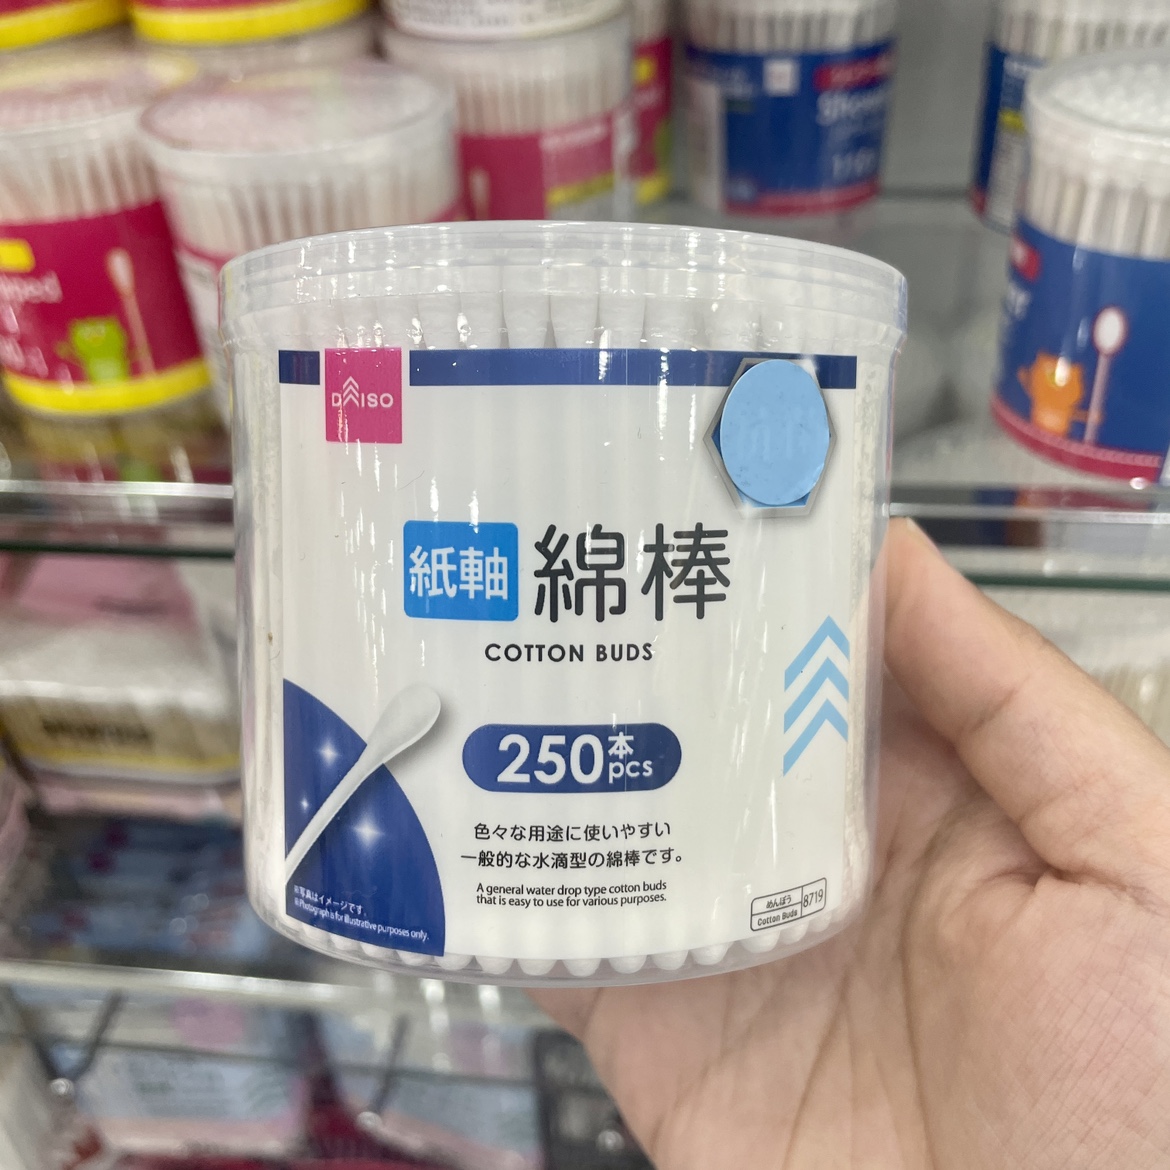 DAISO
紙軸 綿棒
COTTON BUDS
250本
pcs
色々な用途に使いやすい
一般的な水滴型の綿棒です。
A general water drop type cotton buds
that is easy to use for various purposes.
※写真はイメージです。
※Photograph is for illustrative purposes only.
めんぼう
Cotton Buds
8719